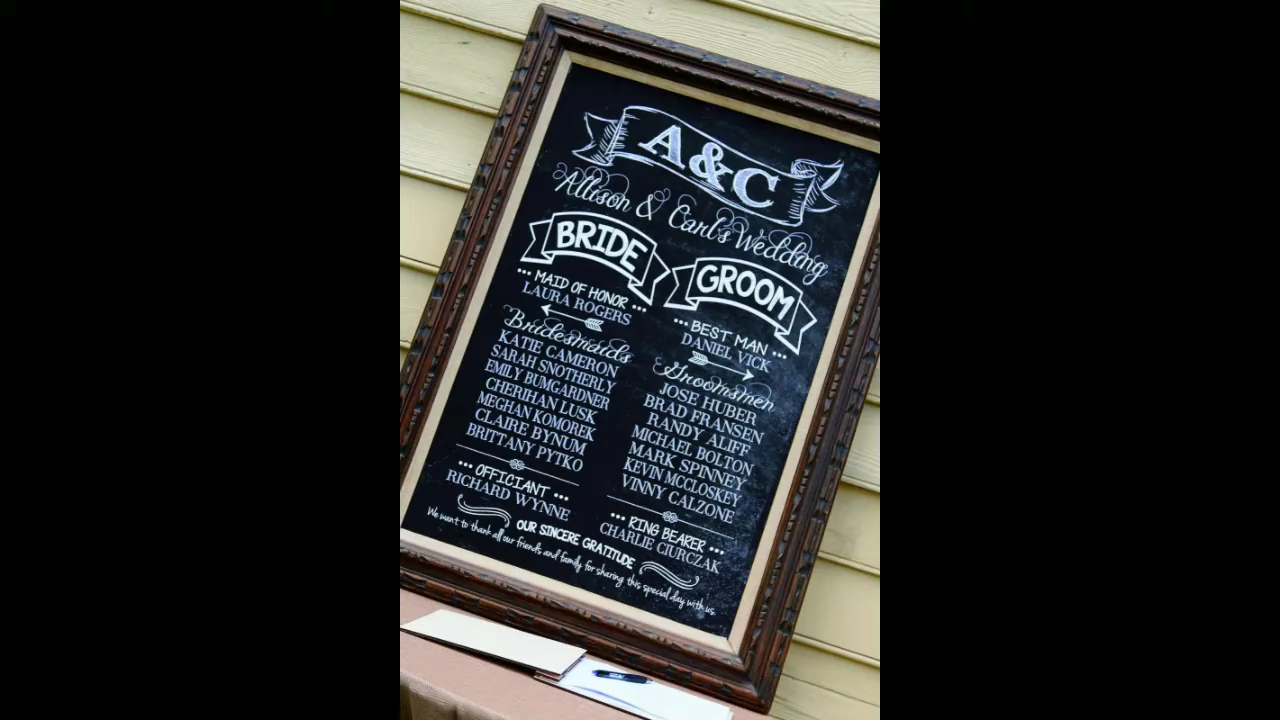 A&C
Allison & Carl's Wedding
BRIDE
MAID OF HONOR
LAURA ROGERS
Bridesmaids
KATIE CAMERON
SARAH SNOTHERLY
EMILY BUMGARDNER
CHERIHAN LUSK
MEGHAN KOMOREK
CLAIRE BYNUM
BRITTANY PYTKO
OFFICIANT
RICHARD WYNNE
GROOM
BEST MAN
DANIEL VICK
Groomsmen
JOSE HUBER
BRAD FRANSEN
RANDY ALIFF
MICHAEL BOLTON
MARK SPINNEY
KEVIN MCCLOSKEY
VINNY CALZONE
RING BEARER
CHARLIE CIURCZAK
OUR SINCERE GRATITUDE
We want to thank all our friends and family for sharing this special day with us.